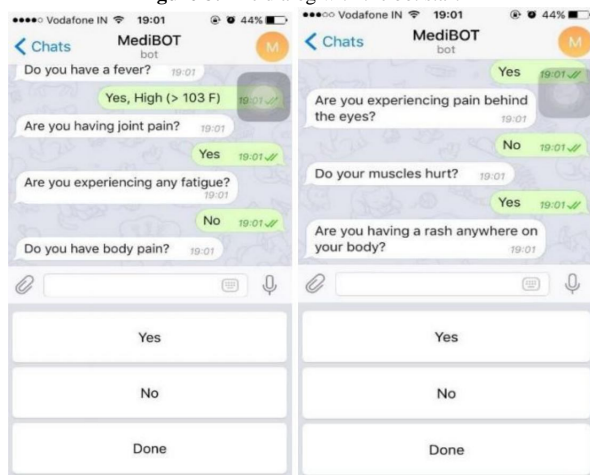 Vodafone IN 19:01 44%
Chats MediBOT M
bot
Do you have a fever? 19:01
Yes, High (> 103 F) 19:01
Are you having joint pain? 19:01
Yes 19:01
Are you experiencing any fatigue?
19:01
No 19:01
Do you have body pain? 19:01
Yes
No
Done
Vodafone IN 19:01 44%
Chats MediBOT M
bot
Yes 19:01
Are you experiencing pain behind
the eyes? 19:01
No 19:01
Do your muscles hurt? 19:01
Yes 19:01
Are you having a rash anywhere on
your body? 19:01
Yes
No
Done